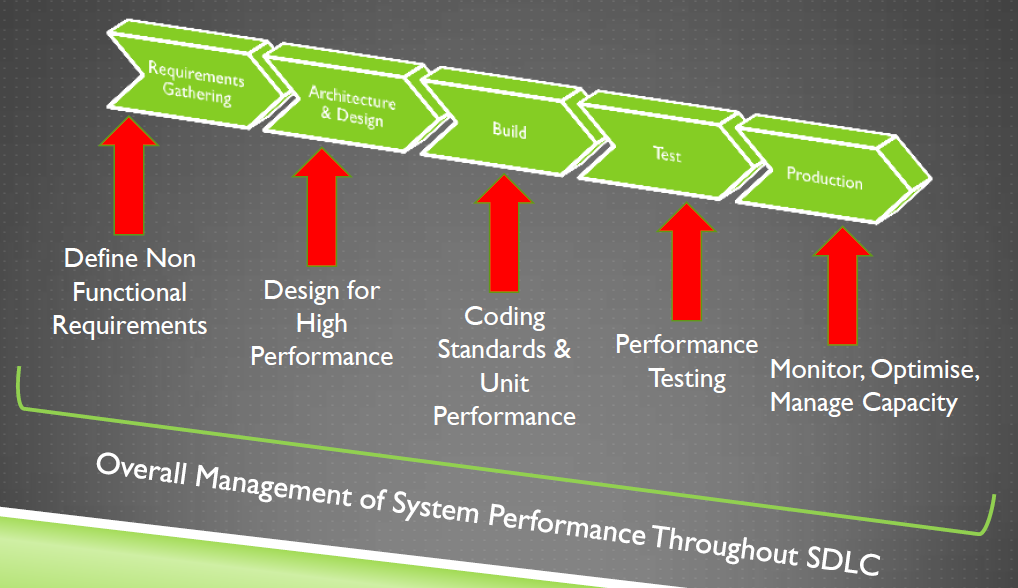 Requirements
Gathering
Architecture
& Design
Build
Test
Production
Define Non
Functional
Requirements
Design for
High
Performance
Coding
Standards &
Unit
Performance
Performance
Testing
Monitor, Optimise,
Manage Capacity
Overall Management of System Performance Throughout SDLC